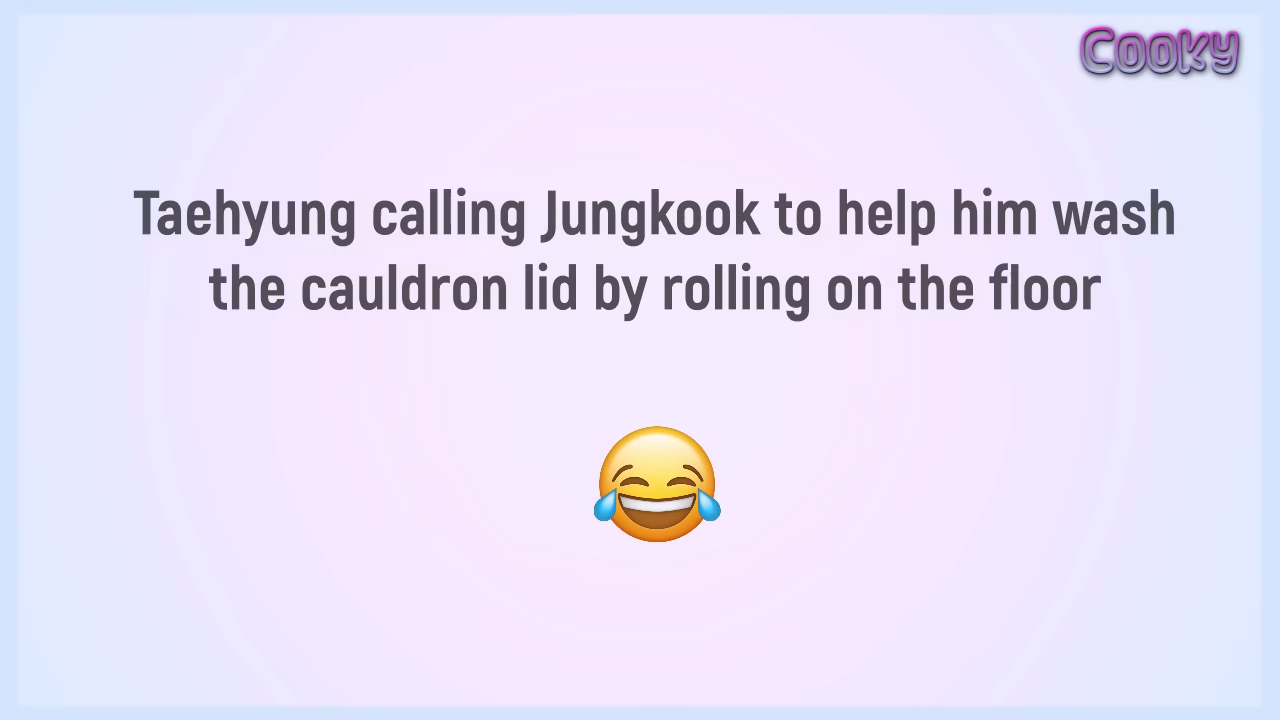 Cooky
Taehyung calling Jungkook to help him wash
the cauldron lid by rolling on the floor